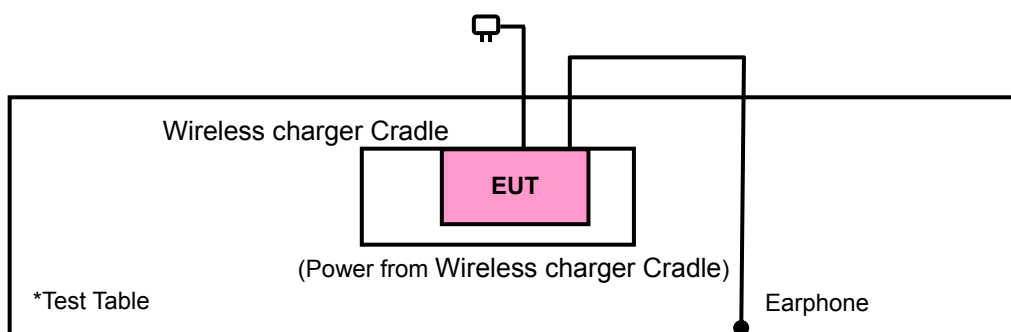 Wireless charger Cradle
EUT
(Power from Wireless charger Cradle)
*Test Table
Earphone